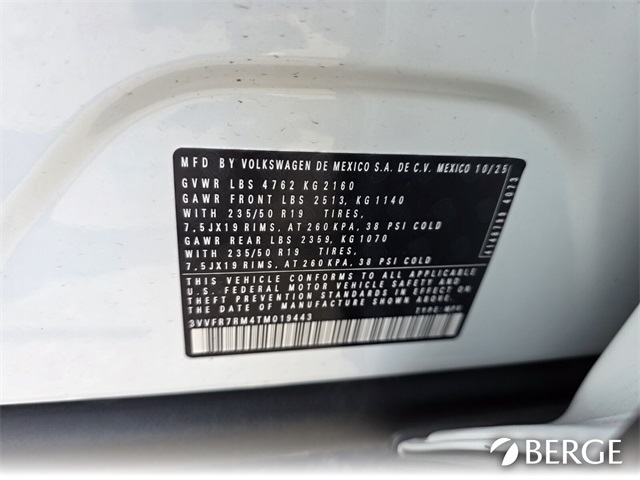 MFD BY VOLKSWAGEN DE MEXICO S.A. DE C.V. MEXICO 10/25
GVWR LBS 4762 KG 2160
GAWR FRONT LBS 2513, KG 1140
WITH 235/50 R19 TIRES,
7,5JX19 RIMS, AT 260 KPA, 38 PSI COLD
GAWR REAR LBS 2359, KG 1070
WITH 235/50 R19 TIRES,
7,5JX19 RIMS, AT 260 KPA, 38 PSI COLD
THIS VEHICLE CONFORMS TO ALL APPLICABLE
U.S. FEDERAL MOTOR VEHICLE SAFETY AND
THEFT PREVENTION STANDARDS IN EFFECT ON
THE DATE OF MANUFACTURE SHOWN ABOVE.
3VVFR7RM4TM019443
BERGE